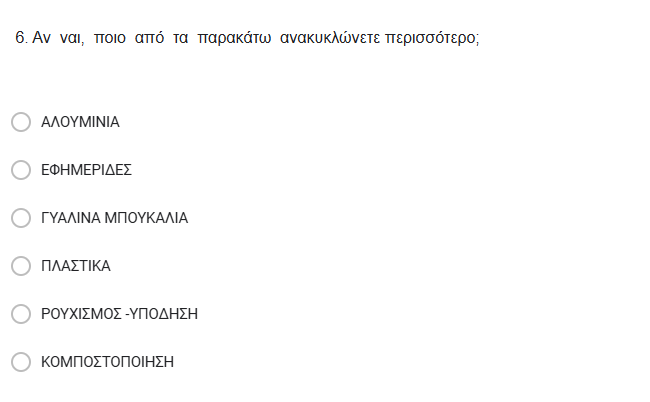 6. Αν ναι, ποιο από τα παρακάτω ανακυκλώνετε περισσότερο;
ΑΛΟΥΜΙΝΙΑ
ΕΦΗΜΕΡΙΔΕΣ
ΓΥΑΛΙΝΑ ΜΠΟΥΚΑΛΙΑ
ΠΛΑΣΤΙΚΑ
ΡΟΥΧΙΣΜΟΣ -ΥΠΟΔΗΣΗ
ΚΟΜΠΟΣΤΟΠΟΙΗΣΗ